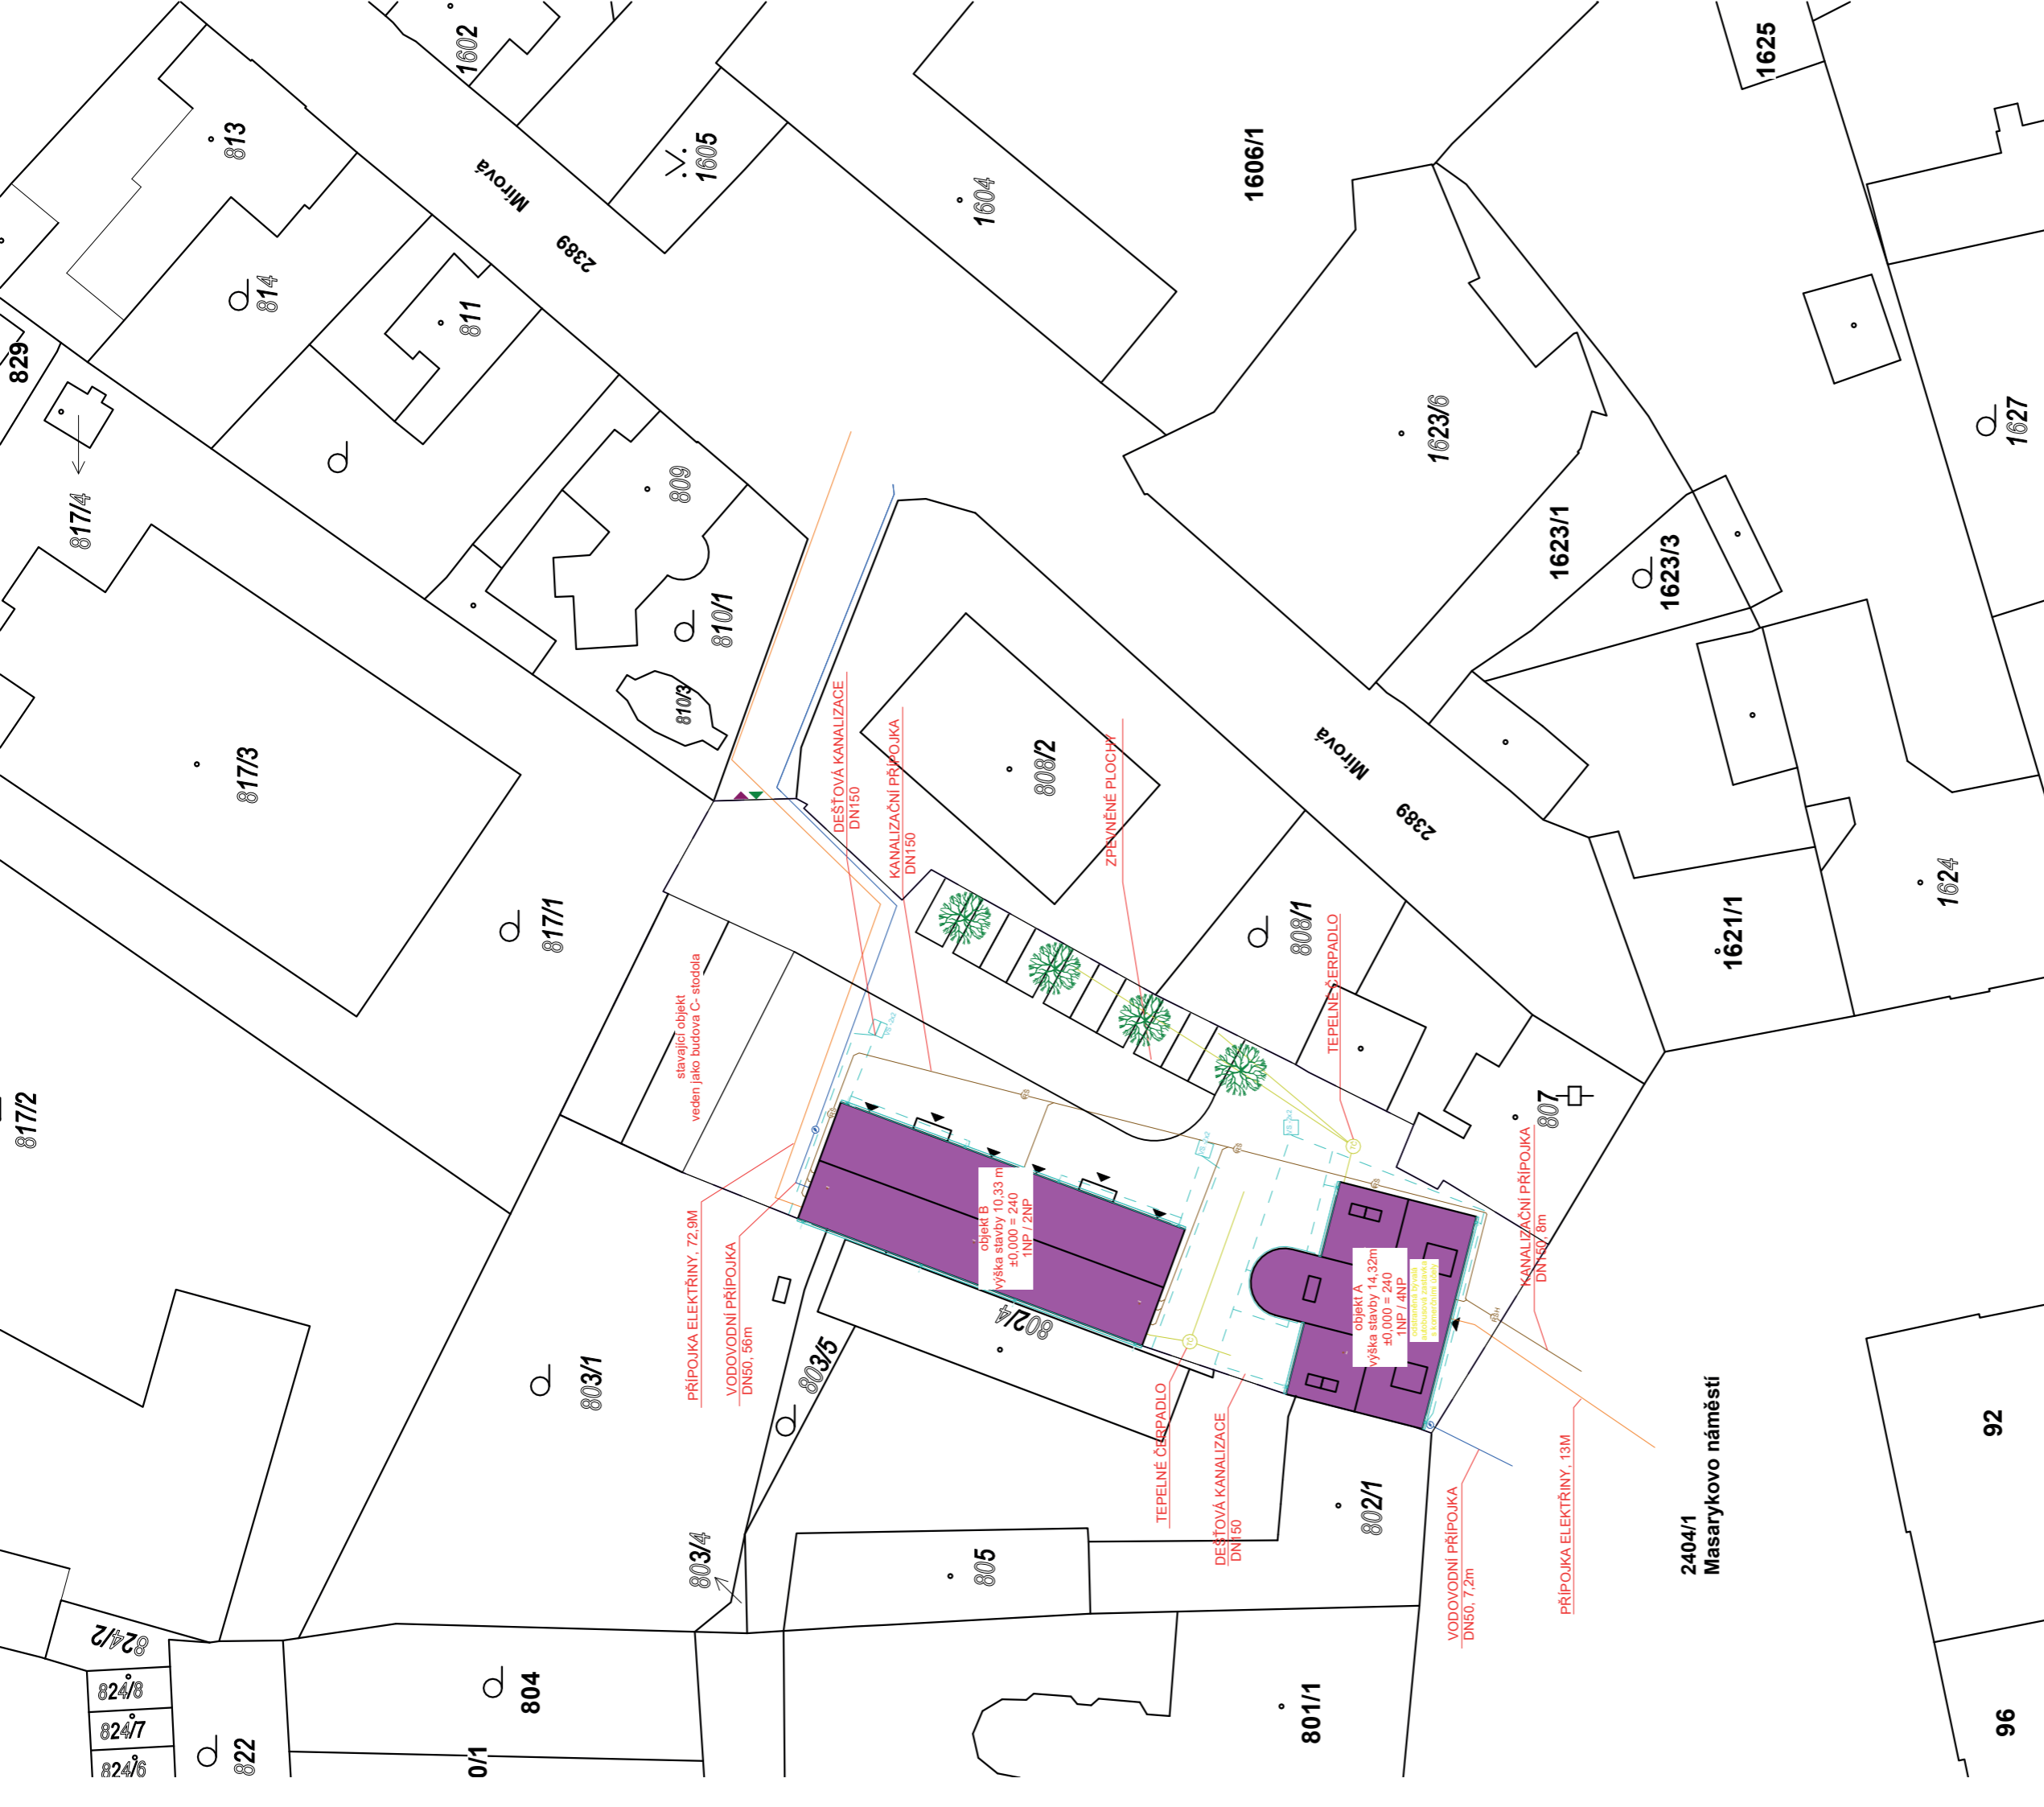 1602
813
1605
Mírová
2389
814
811
829
817/4
809
810/1
810/3
817/3
817/1
817/2
1604
1606/1
1625
1623/6
1627
1623/1
1623/3
808/2
Mírová
2389
808/1
1621/1
1624
807
DEŠŤOVÁ KANALIZACE
DN150
KANALIZAČNÍ PŘÍPOJKA
DN150
ZPEVNĚNÉ PLOCHY
TEPELNÉ ČERPADLO
stavající objekt
veden jako budova C- stodola
PŘÍPOJKA ELEKTŘINY, 72,9M
VODOVODNÍ PŘÍPOJKA
DN50, 56m
objekt B
výška stavby 10,33 m
±0,000 = 240
1NP / 2NP
objekt A
výška stavby 14,32m
±0,000 = 240
1NP / 4NP
KANALIZAČNÍ PŘÍPOJKA
DN150, 8m
802/4
803/5
803/1
803/4
805
802/1
TEPELNÉ ČERPADLO
DEŠŤOVÁ KANALIZACE
DN150
VODOVODNÍ PŘÍPOJKA
DN50, 7,2m
PŘÍPOJKA ELEKTŘINY, 13M
2404/1
Masarykovo náměstí
92
96
824/2
824/8
824/7
824/6
822
804
0/1
801/1